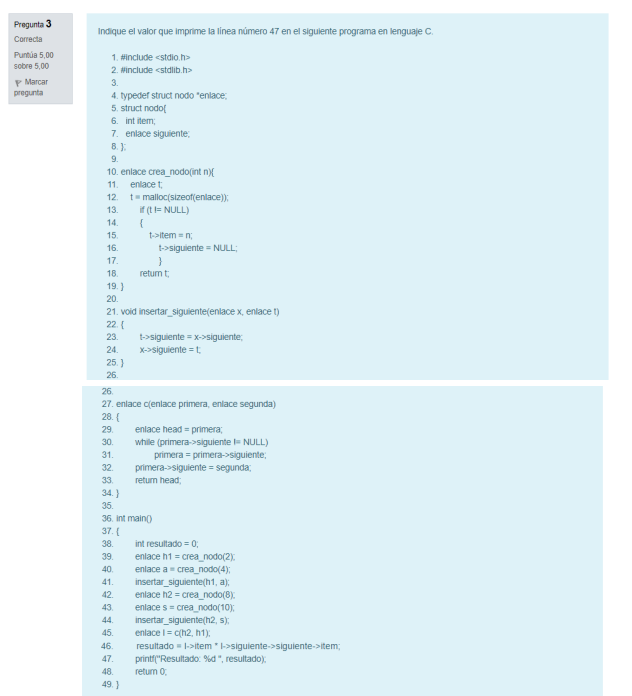 Pregunta 3
Correcta
Puntúa 5,00
sobre 5,00
Marcar
pregunta
Indique el valor que imprime la línea número 47 en el siguiente programa en lenguaje C.
1. #include <stdio.h>
2. #include <stdlib.h>
3.
4. typedef struct nodo *enlace;
5. struct nodo{
6. int item;
7. enlace siguiente;
8. };
9.
10. enlace crea_nodo(int n){
11. enlace t;
12. t = malloc(sizeof(enlace));
13. if (t != NULL)
14. {
15. t->item = n;
16. t->siguiente = NULL;
17. }
18. return t;
19. }
20.
21. void insertar_siguiente(enlace x, enlace t)
22. {
23. t->siguiente = x->siguiente;
24. x->siguiente = t;
25. }
26.
26.
27. enlace c(enlace primera, enlace segunda)
28. {
29. enlace head = primera;
30. while (primera->siguiente != NULL)
31. primera = primera->siguiente;
32. primera->siguiente = segunda;
33. return head;
34. }
35.
36. int main()
37. {
38. int resultado = 0;
39. enlace h1 = crea_nodo(2);
40. enlace a = crea_nodo(4);
41. insertar_siguiente(h1, a);
42. enlace h2 = crea_nodo(8);
43. enlace s = crea_nodo(10);
44. insertar_siguiente(h2, s);
45. enlace l = c(h2, h1);
46. resultado = l->item * l->siguiente->siguiente->item;
47. printf("Resultado: %d ", resultado);
48. return 0;
49. }